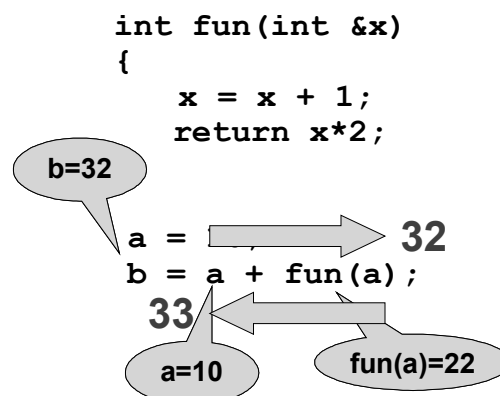 int fun(int &x)
{
x = x + 1;
return x*2;
b=32
a =
32
b = a + fun(a);
33
a=10
fun(a)=22